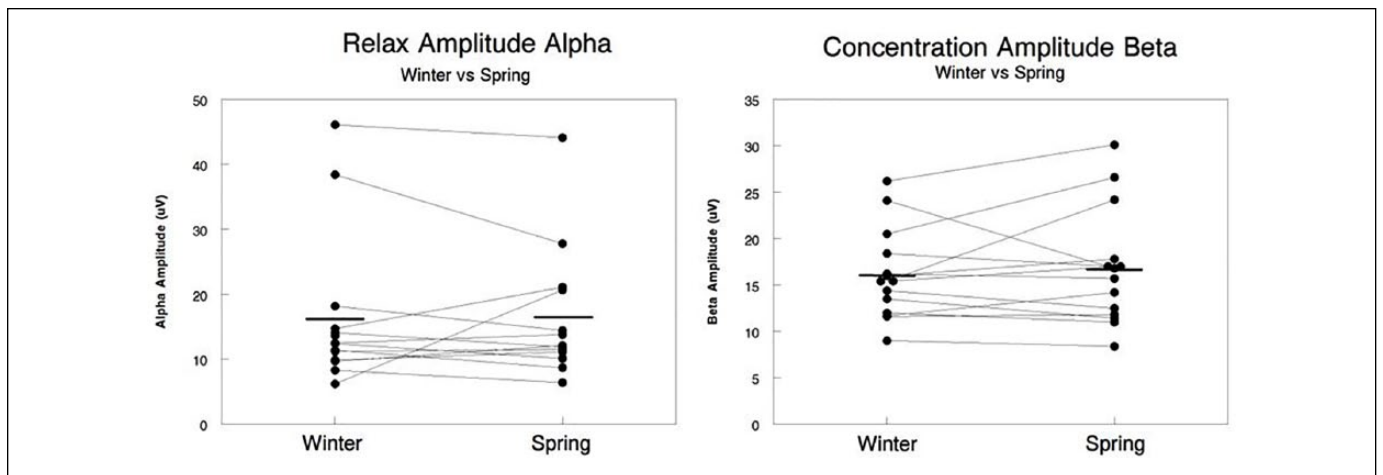 Relax Amplitude Alpha
Winter vs Spring
50
40
30
20
10
0
Alpha Amplitude (uV)
Winter
Spring
Concentration Amplitude Beta
Winter vs Spring
35
30
25
20
15
10
5
0
Beta Amplitude (uV)
Winter
Spring